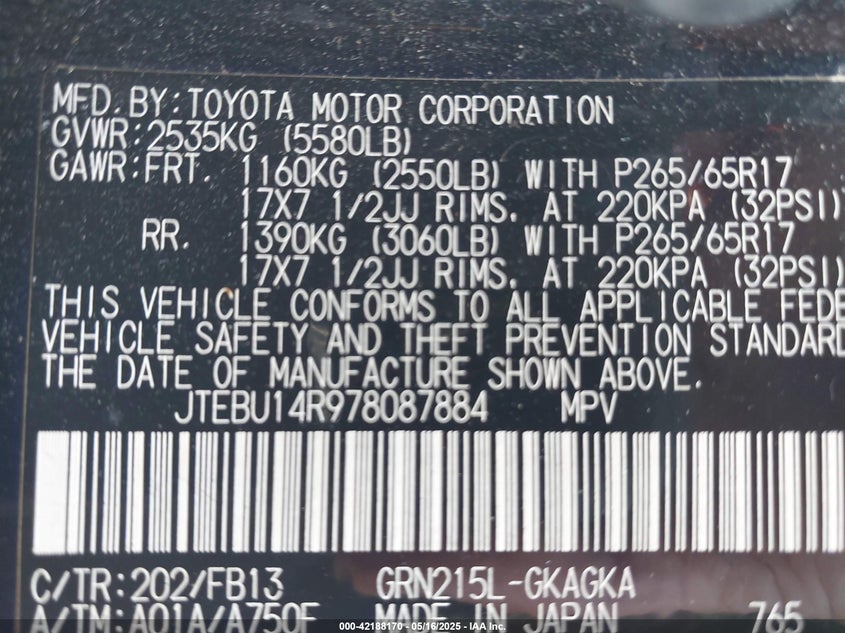 MFD.BY:TOYOTA MOTOR CORPORATION
GVWR:2535KG (5580LB)
GAWR:FRT. 1160KG (2550LB) WITH P265/65R17
17X7 1/2JJ RIMS, AT 220KPA (32PSI)
RR. 1390KG (3060LB) WITH P265/65R17
17X7 1/2JJ RIMS, AT 220KPA (32PSI)
THIS VEHICLE CONFORMS TO ALL APPLICABLE FEDE
VEHICLE SAFETY AND THEFT PREVENTION STANDARD
THE DATE OF MANUFACTURE SHOWN ABOVE.
JTEBU14R978087884 MPV
C/TR:202/FB13 GRN215L-GKAGKA
A/TM:A01A/A750F MADE IN JAPAN 765
000-42188170 - 05/16/2025 - IAA Inc.